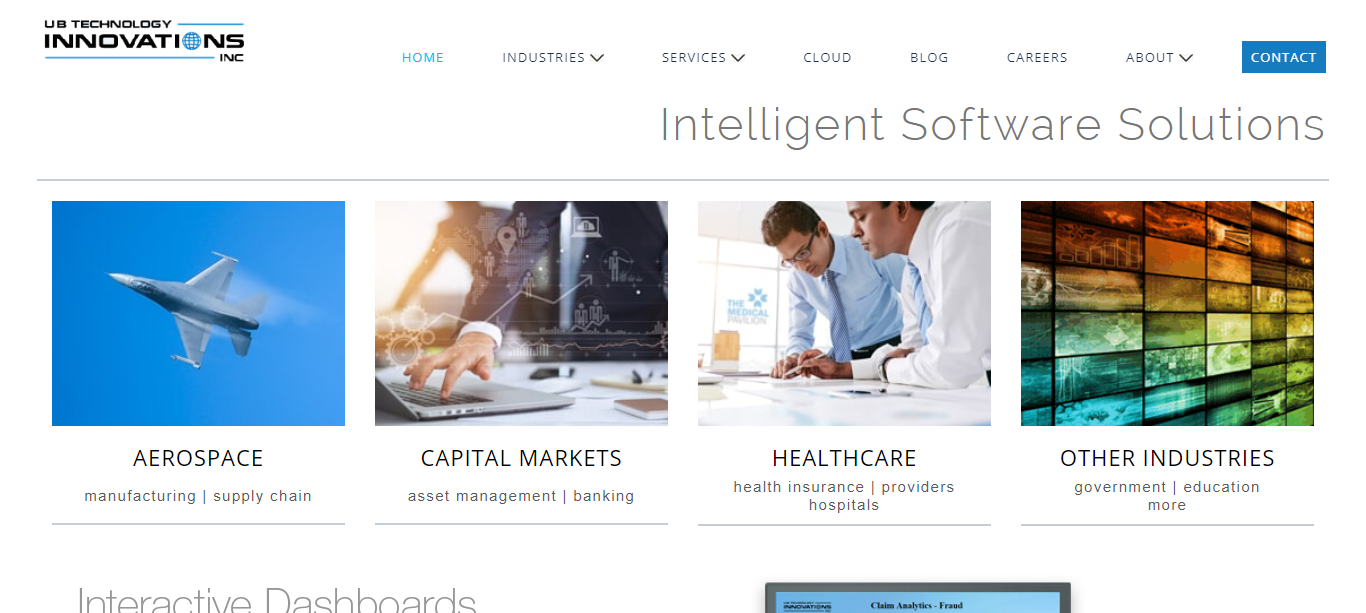 UB TECHNOLOGY
INNOVATIONS
INC
HOME INDUSTRIES SERVICES CLOUD BLOG CAREERS ABOUT CONTACT
Intelligent Software Solutions
THE
MEDICAL
PAVILION
AEROSPACE
manufacturing | supply chain
CAPITAL MARKETS
asset management | banking
HEALTHCARE
health insurance | providers
hospitals
OTHER INDUSTRIES
government | education
more
Interactive Dashboards
UB TECHNOLOGY
INNOVATIONS
Claim Analytics - Fraud